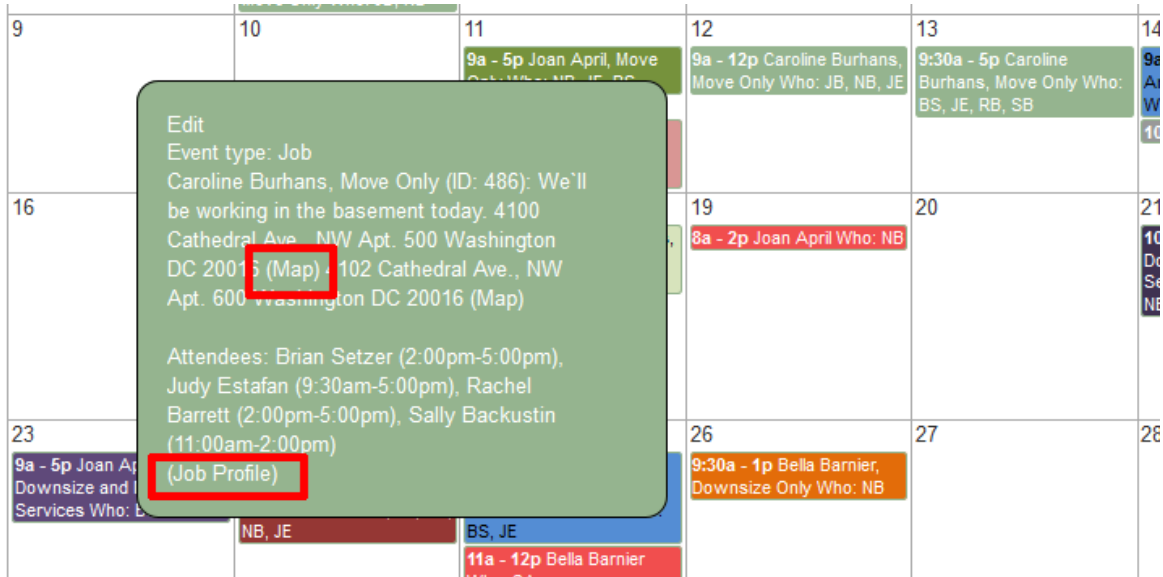 9
10
11
12
13
14
9a - 5p Joan April, Move
9a - 12p Caroline Burhans,
Move Only Who: JB, NB, JE
9:30a - 5p Caroline
Burhans, Move Only Who:
BS, JE, RB, SB
Edit
Event type: Job
Caroline Burhans, Move Only (ID: 486): We`ll
be working in the basement today. 4100
Cathedral Ave., NW Apt. 500 Washington
DC 20016 (Map) 4102 Cathedral Ave., NW
Apt. 600 Washington DC 20016 (Map)
Attendees: Brian Setzer (2:00pm-5:00pm),
Judy Estafan (9:30am-5:00pm), Rachel
Barrett (2:00pm-5:00pm), Sally Backustin
(11:00am-2:00pm)
(Job Profile)
16
19
20
21
8a - 2p Joan April Who: NB
23
26
27
28
9a - 5p Joan
Downsize and
Services Who:
NB, JE
BS, JE
9:30a - 1p Bella Barnier,
Downsize Only Who: NB
11a - 12p Bella Barnier